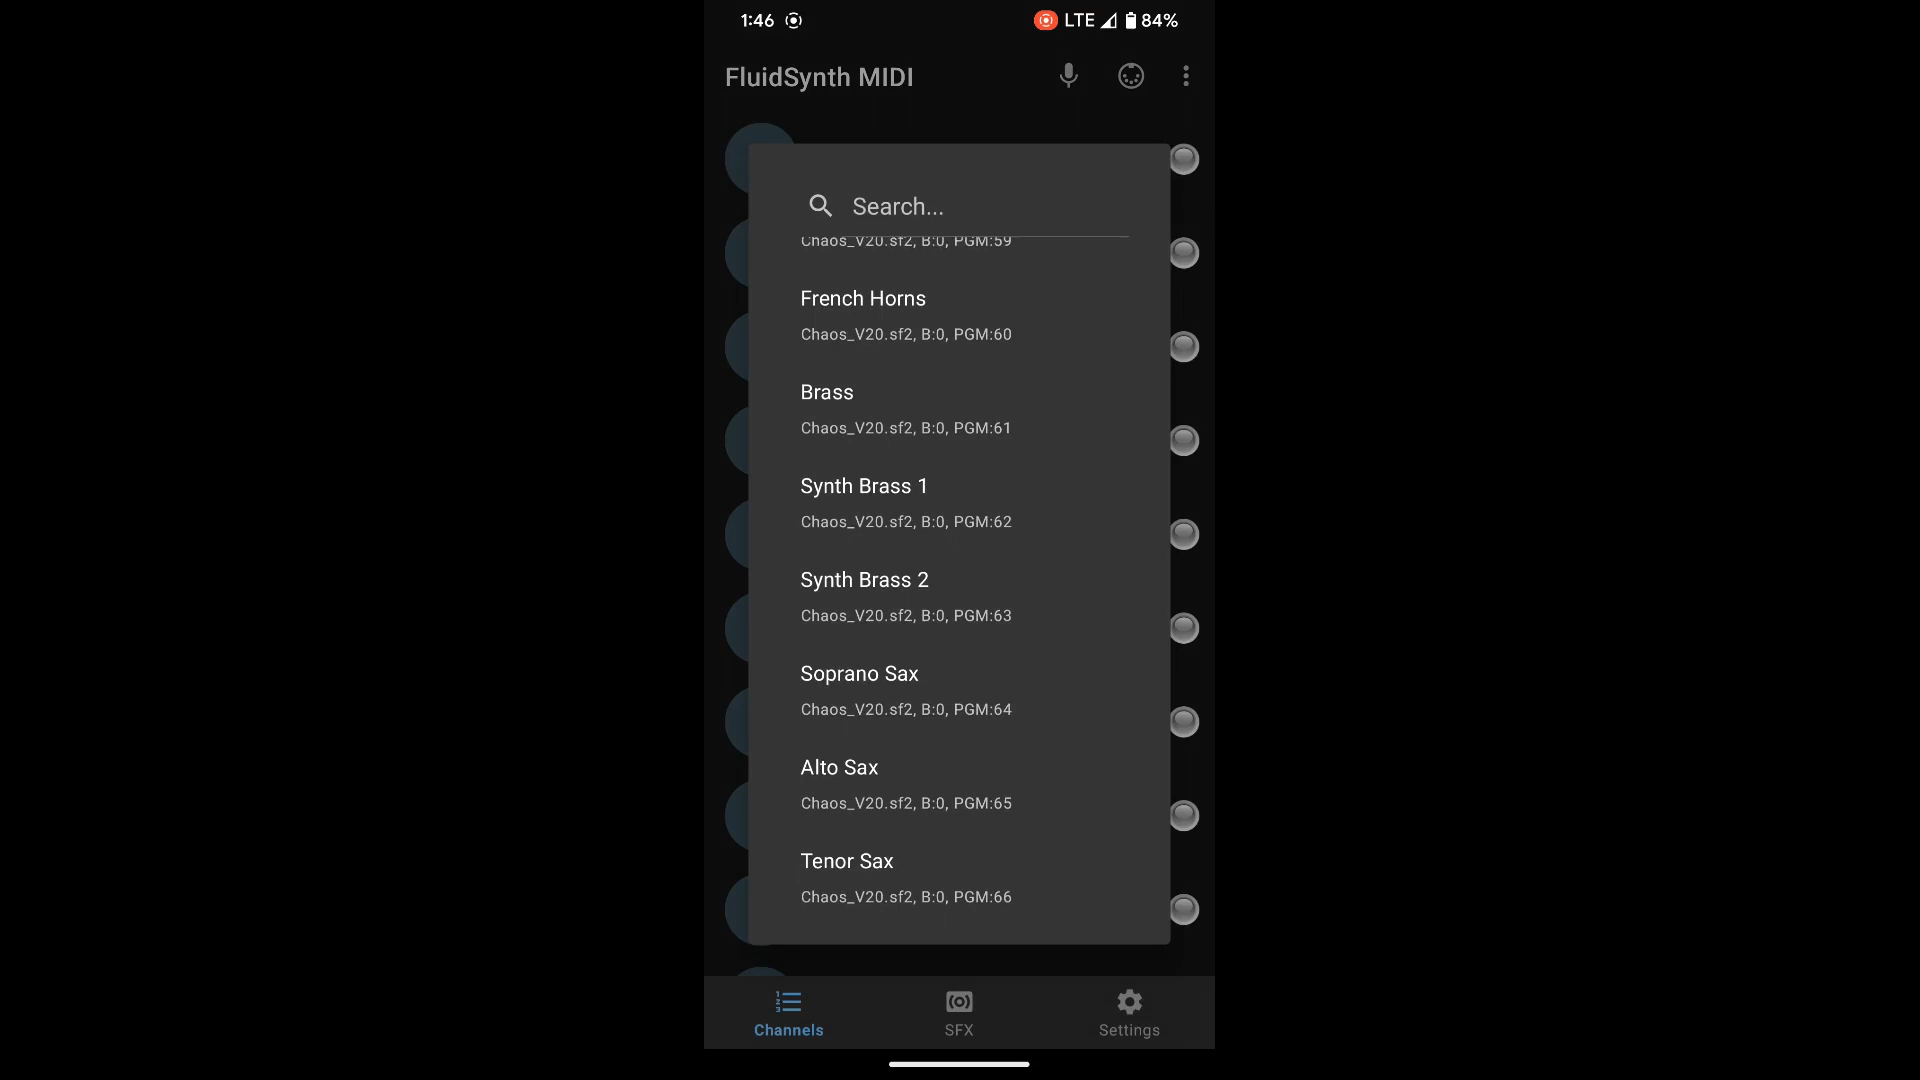 1:46 LTE 84%
FluidSynth MIDI
Search...
Chaos_V20.sf2, B:0, PGM:59
French Horns
Chaos_V20.sf2, B:0, PGM:60
Brass
Chaos_V20.sf2, B:0, PGM:61
Synth Brass 1
Chaos_V20.sf2, B:0, PGM:62
Synth Brass 2
Chaos_V20.sf2, B:0, PGM:63
Soprano Sax
Chaos_V20.sf2, B:0, PGM:64
Alto Sax
Chaos_V20.sf2, B:0, PGM:65
Tenor Sax
Chaos_V20.sf2, B:0, PGM:66
Channels SFX Settings